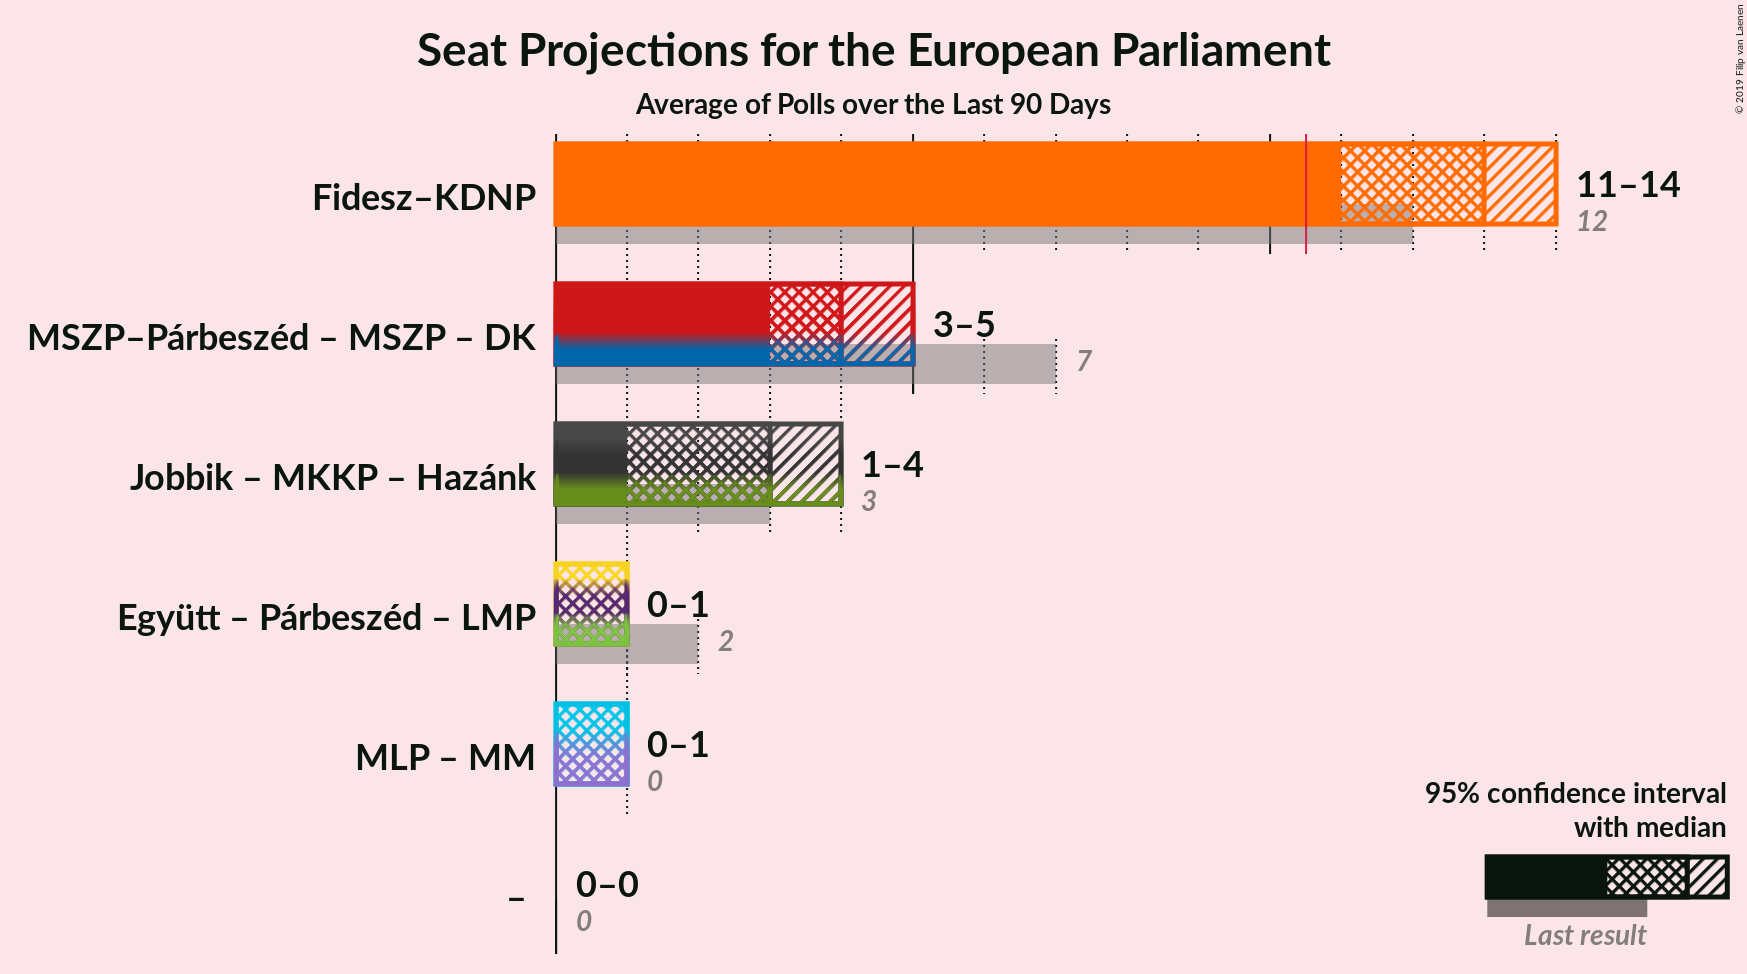 Seat Projections for the European Parliament
Average of Polls over the Last 90 Days
© 2019 Filip van Laenen
Fidesz–KDNP
11–14
12
MSZP–Párbeszéd – MSZP – DK
3–5
7
Jobbik – MKKP – Hazánk
1–4
3
Együtt – Párbeszéd – LMP
0–1
2
MLP – MM
0–1
0
–
0–0
0
95% confidence interval
with median
Last result